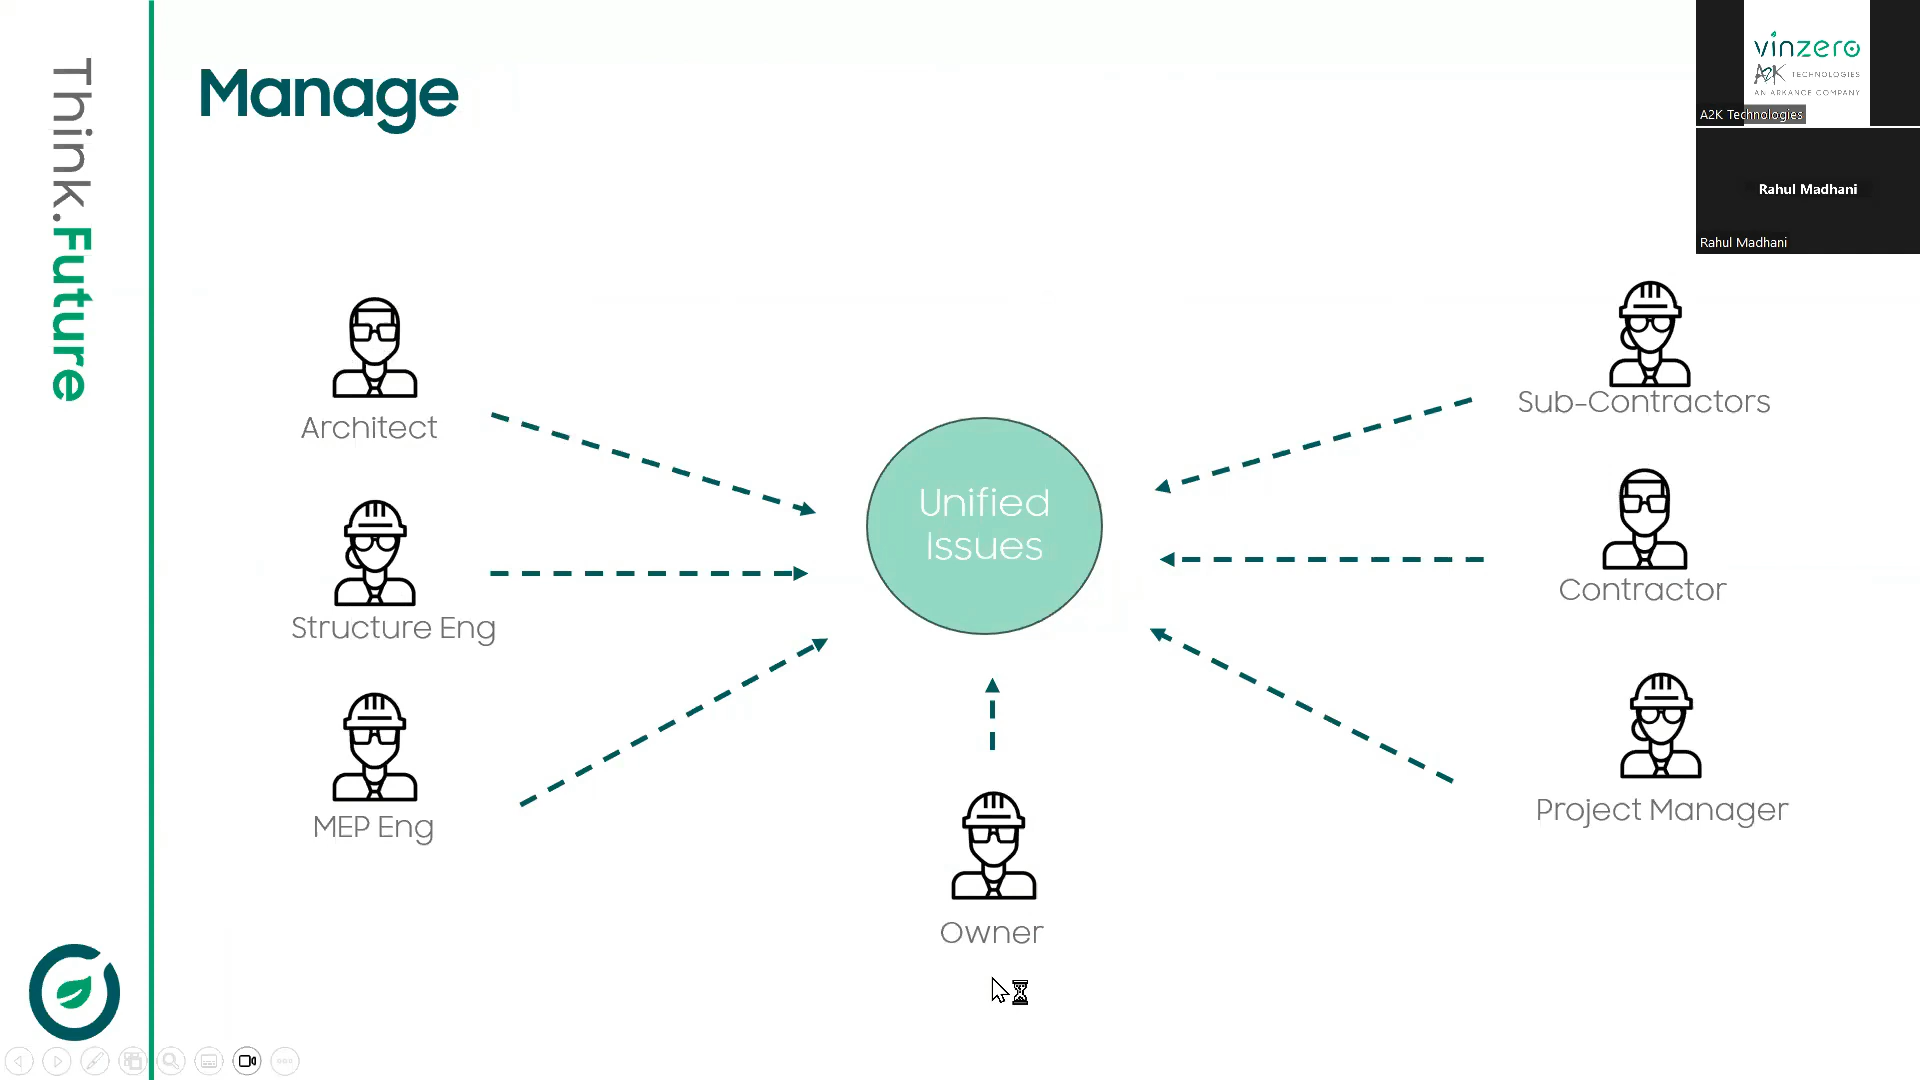 Think.Future
Manage
vinzero
A2K TECHNOLOGIES
AN ARKANCE COMPANY
A2K Technologies
Rahul Madhani
Rahul Madhani
Architect
Sub-Contractors
Unified
Issues
Contractor
Structure Eng
MEP Eng
Project Manager
Owner